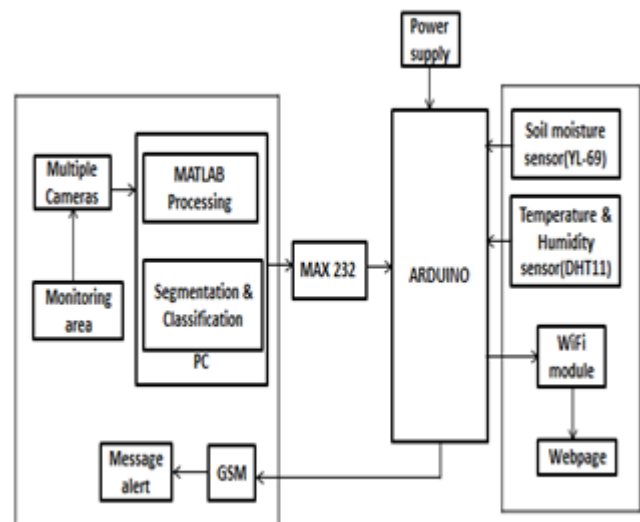 Power
supply
Multiple
Cameras
MATLAB
Processing
Monitoring
area
Segmentation &
Classification
PC
MAX 232
ARDUINO
Soil moisture
sensor(YL-69)
Temperature &
Humidity
sensor(DHT11)
WiFi
module
Webpage
Message
alert
GSM